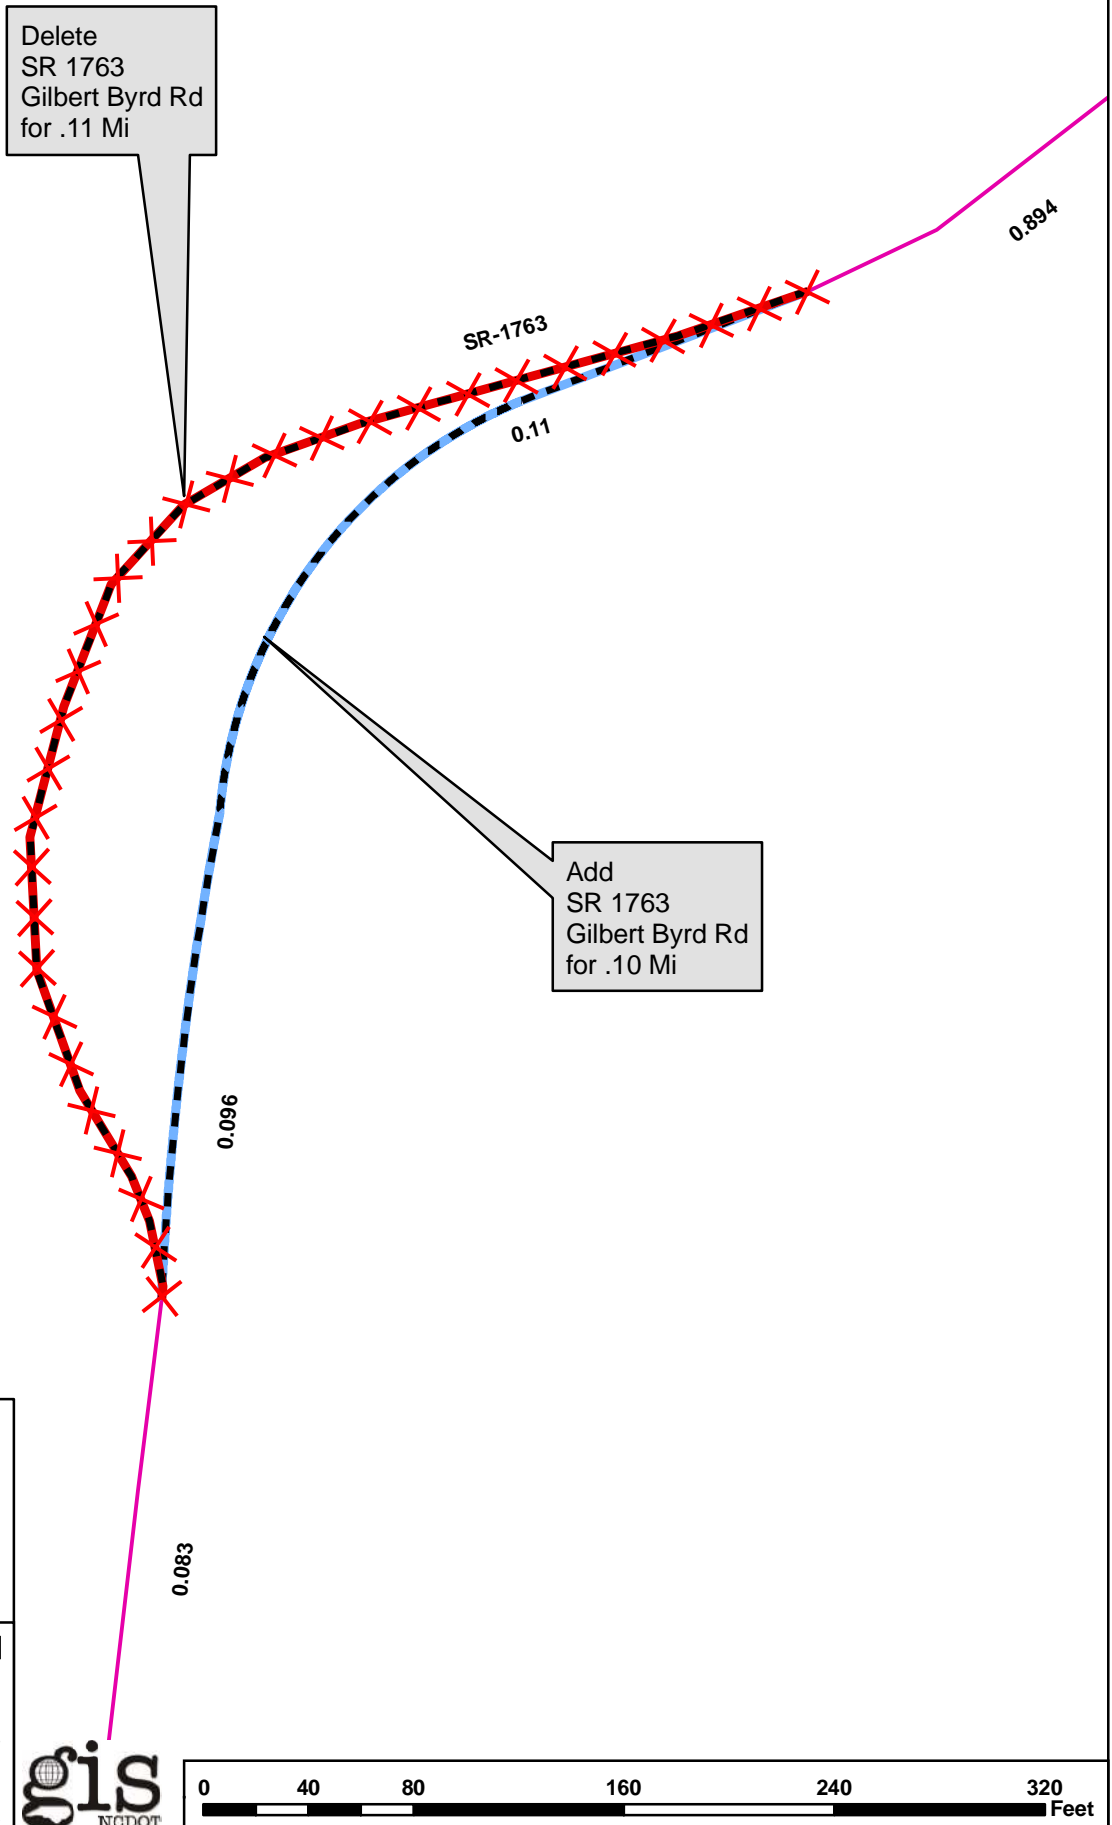 Delete
SR 1763
Gilbert Byrd Rd
for .11 Mi
0.894
SR-1763
0.11
Add
SR 1763
Gilbert Byrd Rd
for .10 Mi
0.096
0.083
gis
NCDOT
0 40 80 160 240 320
Feet